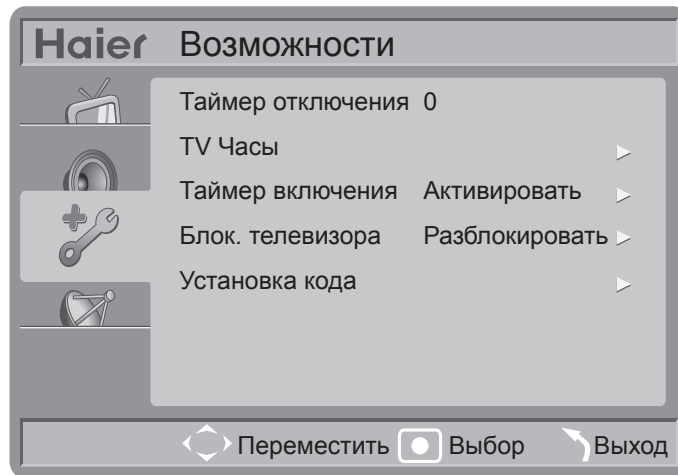 Haier Возможности
Таймер отключения 0
TV Часы
Таймер включения Активировать
Блок. телевизора Разблокировать
Установка кода
Переместить Выбор Выход